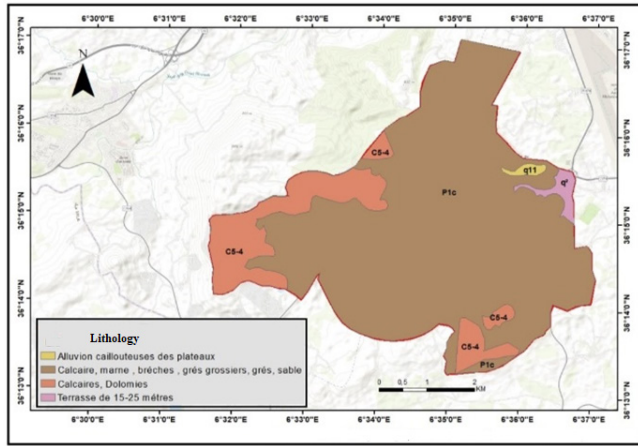 6°30'0"E 6°31'0"E 6°32'0"E 6°33'0"E 6°34'0"E 6°35'0"E 6°36'0"E 6°37'0"E
N
36°17'0"N 36°17'0"N
36°16'0"N 36°16'0"N
36°15'0"N 36°15'0"N
36°14'0"N 36°14'0"N
36°13'0"N 36°13'0"N
C5-4
q11
P1c
C5-4
C5-4
C5-4
P1c
Lithology
Alluvion caillouteuses des plateaux
Calcaire, marne , brèches , grés grossiers, grés, sable
Calcaires, Dolomies
Terrasse de 15-25 métres
0 0,5 1 2
KM
6°30'0"E 6°31'0"E 6°32'0"E 6°33'0"E 6°34'0"E 6°35'0"E 6°36'0"E 6°37'0"E